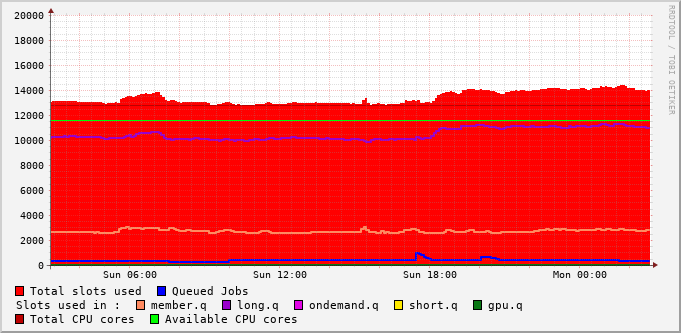 20000
18000
16000
14000
12000
10000
8000
6000
4000
2000
0
Sun 06:00 Sun 12:00 Sun 18:00 Mon 00:00
RRDTOOL / TOBI OETIKER
Total slots used Queued Jobs
Slots used in : member.q long.q ondemand.q short.q gpu.q
Total CPU cores Available CPU cores